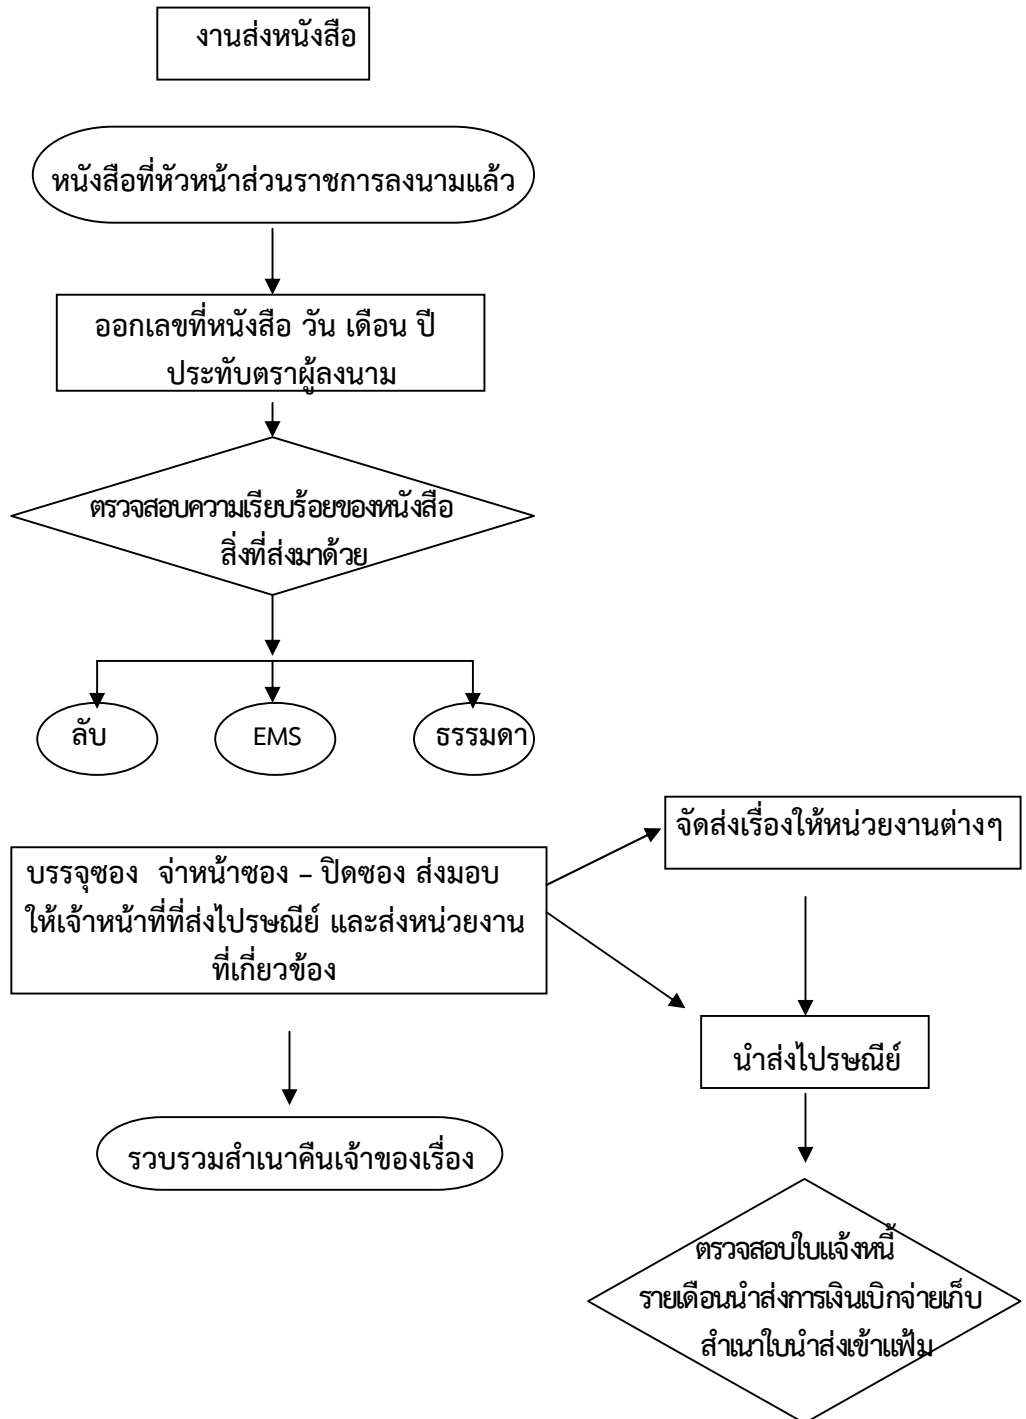 งานส่งหนังสือ
หนังสือที่หัวหน้าส่วนราชการลงนามแล้ว
ออกเลขที่หนังสือ วัน เดือน ปี
ประทับตราผู้ลงนาม
ตรวจสอบความเรียบร้อยของหนังสือ
สิ่งที่ส่งมาด้วย
ลับ
EMS
ธรรมดา
จัดส่งเรื่องให้หน่วยงานต่างๆ
บรรจุซอง จ่าหน้าซอง – ปิดซอง ส่งมอบ
ให้เจ้าหน้าที่ที่ส่งไปรษณีย์ และส่งหน่วยงาน
ที่เกี่ยวข้อง
นำส่งไปรษณีย์
รวบรวมสำเนาคืนเจ้าของเรื่อง
ตรวจสอบใบแจ้งหนี้
รายเดือนนำส่งการเงินเบิกจ่ายเก็บ
สำเนาใบนำส่งเข้าแฟ้ม